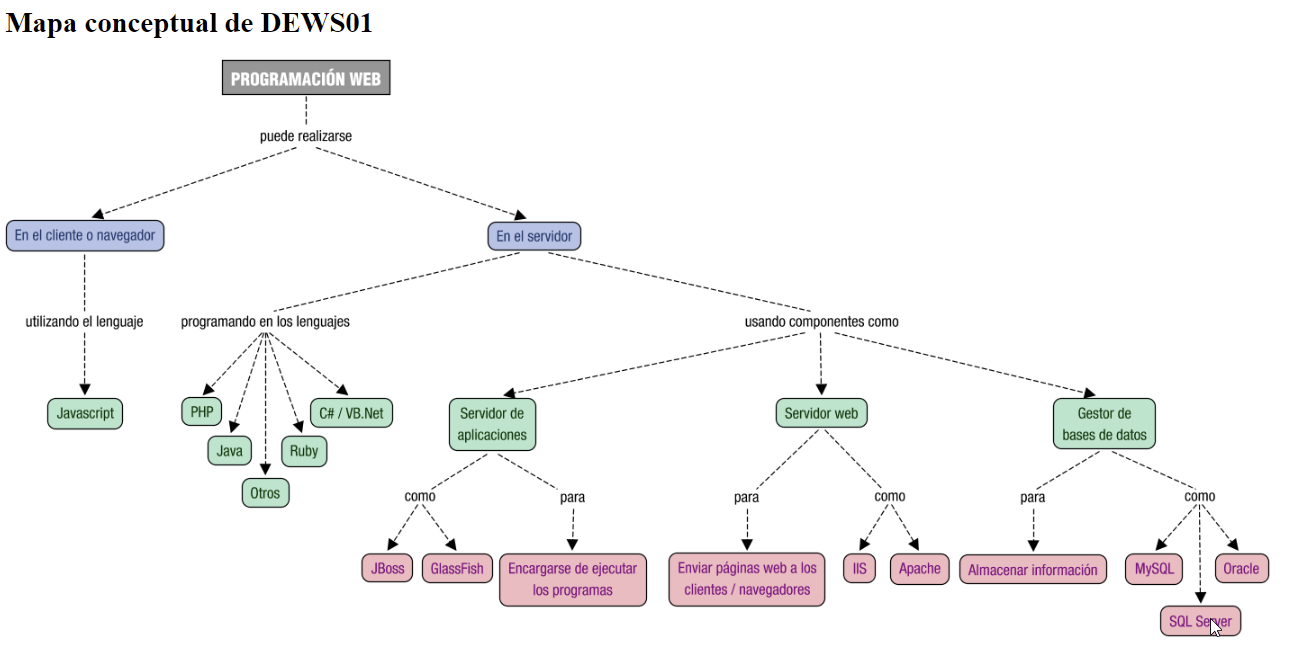 Mapa conceptual de DEWS01
PROGRAMACIÓN WEB
puede realizarse
En el cliente o navegador
En el servidor
utilizando el lenguaje
programando en los lenguajes
usando componentes como
Javascript
PHP
C# / VB.Net
Java
Ruby
Otros
Servidor de
aplicaciones
Servidor web
Gestor de
bases de datos
como
para
para
como
para
como
JBoss
GlassFish
Encargarse de ejecutar
los programas
Enviar páginas web a los
clientes / navegadores
IIS
Apache
Almacenar información
MySQL
Oracle
SQL Server